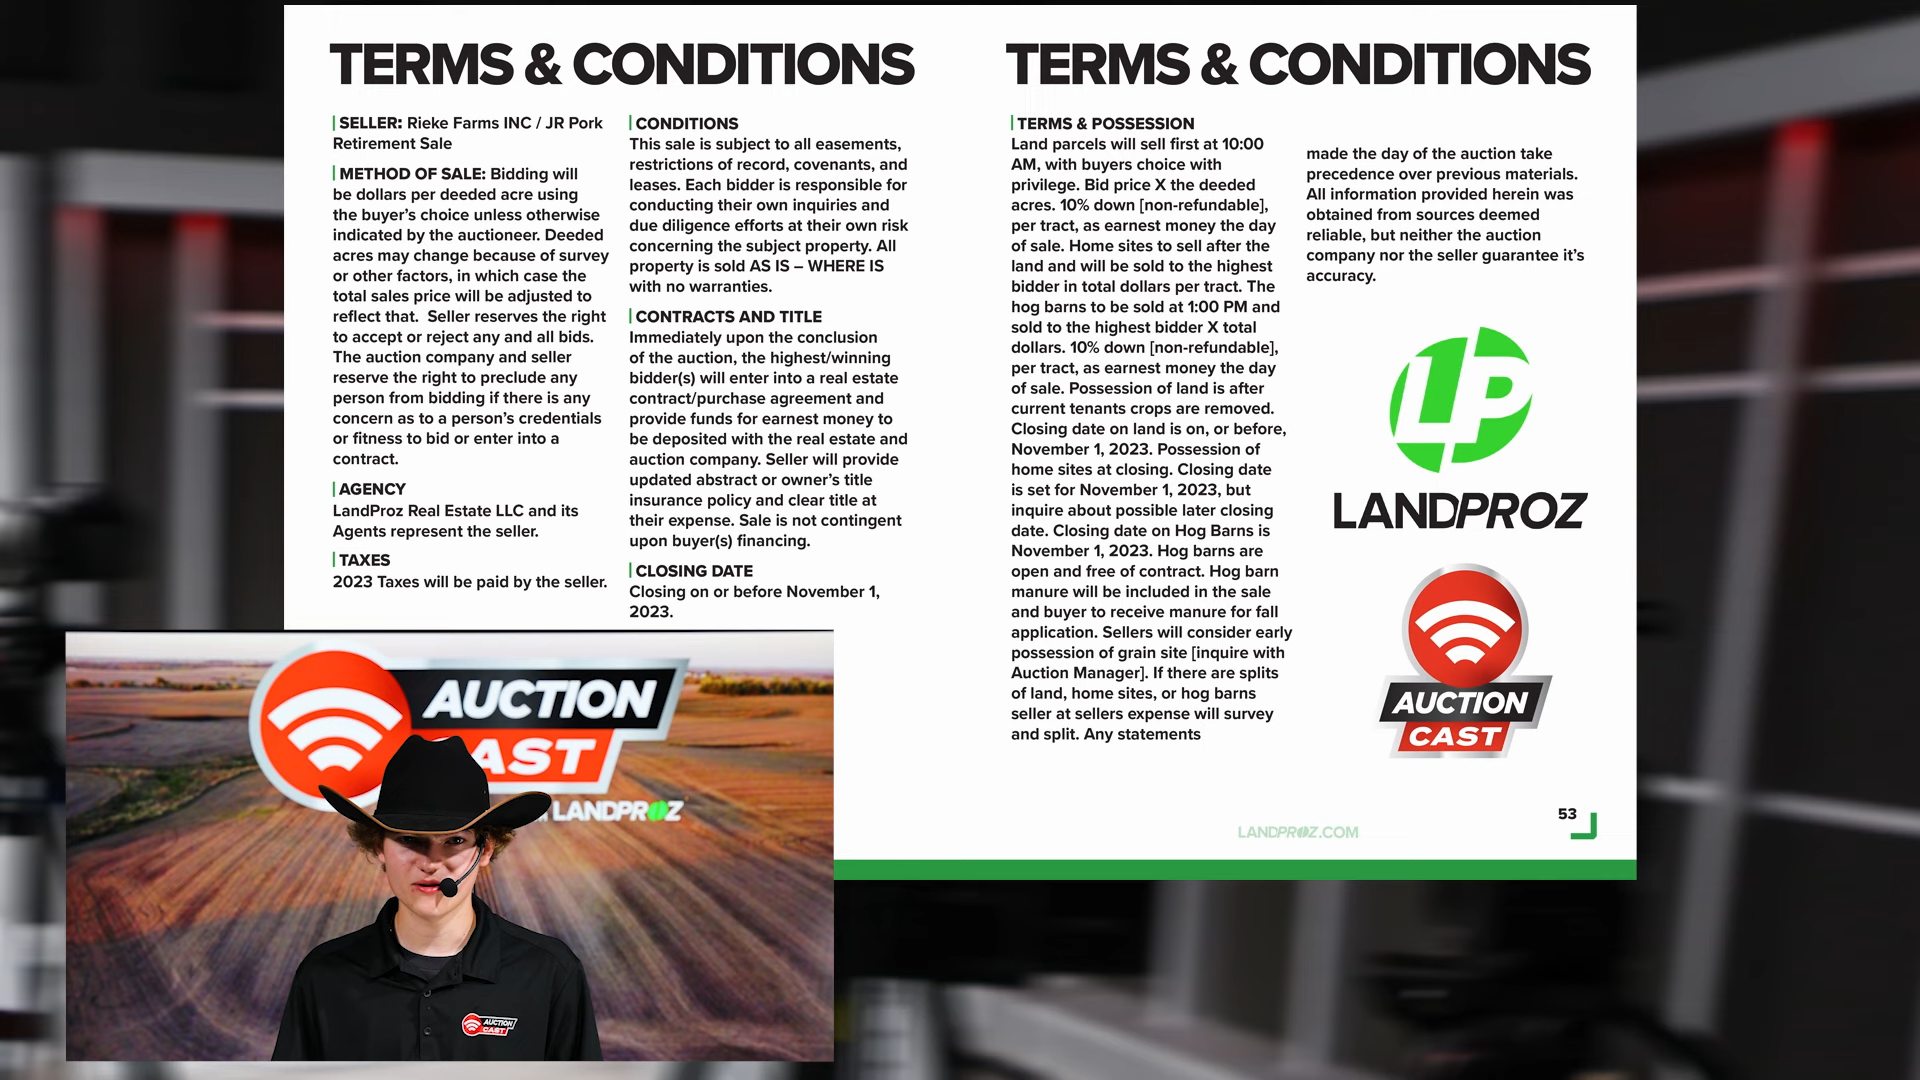 TERMS & CONDITIONS
SELLER: Rieke Farms INC / JR Pork
Retirement Sale
METHOD OF SALE: Bidding will
be dollars per deeded acre using
the buyer's choice unless otherwise
indicated by the auctioneer. Deeded
acres may change because of survey
or other factors, in which case the
total sales price will be adjusted to
reflect that.  Seller reserves the right
to accept or reject any and all bids.
The auction company and seller
reserve the right to preclude any
person from bidding if there is any
concern as to a person's credentials
or fitness to bid or enter into a
contract.
AGENCY
LandProz Real Estate LLC and its
Agents represent the seller.
TAXES
2023 Taxes will be paid by the seller.
CONDITIONS
This sale is subject to all easements,
restrictions of record, covenants, and
leases. Each bidder is responsible for
conducting their own inquiries and
due diligence efforts at their own risk
concerning the subject property. All
property is sold AS IS – WHERE IS
with no warranties.
CONTRACTS AND TITLE
Immediately upon the conclusion
of the auction, the highest/winning
bidder(s) will enter into a real estate
contract/purchase agreement and
provide funds for earnest money to
be deposited with the real estate and
auction company. Seller will provide
updated abstract or owner's title
insurance policy and clear title at
their expense. Sale is not contingent
upon buyer(s) financing.
CLOSING DATE
Closing on or before November 1,
2023.
TERMS & CONDITIONS
TERMS & POSSESSION
Land parcels will sell first at 10:00
AM, with buyers choice with
privilege. Bid price X the deeded
acres. 10% down [non-refundable],
per tract, as earnest money the day
of sale. Home sites to sell after the
land and will be sold to the highest
bidder in total dollars per tract. The
hog barns to be sold at 1:00 PM and
sold to the highest bidder X total
dollars. 10% down [non-refundable],
per tract, as earnest money the day
of sale. Possession of land is after
current tenants crops are removed.
Closing date on land is on, or before,
November 1, 2023. Possession of
home sites at closing. Closing date
is set for November 1, 2023, but
inquire about possible later closing
date. Closing date on Hog Barns is
November 1, 2023. Hog barns are
open and free of contract. Hog barn
manure will be included in the sale
and buyer to receive manure for fall
application. Sellers will consider early
possession of grain site [inquire with
Auction Manager]. If there are splits
of land, home sites, or hog barns
seller at sellers expense will survey
and split. Any statements
made the day of the auction take
precedence over previous materials.
All information provided herein was
obtained from sources deemed
reliable, but neither the auction
company nor the seller guarantee it's
accuracy.
LP
LANDPROZ
AUCTION
CAST
53
LANDPROZ.COM
AUCTION
CAST
LANDPROZ
AUCTION
CAST